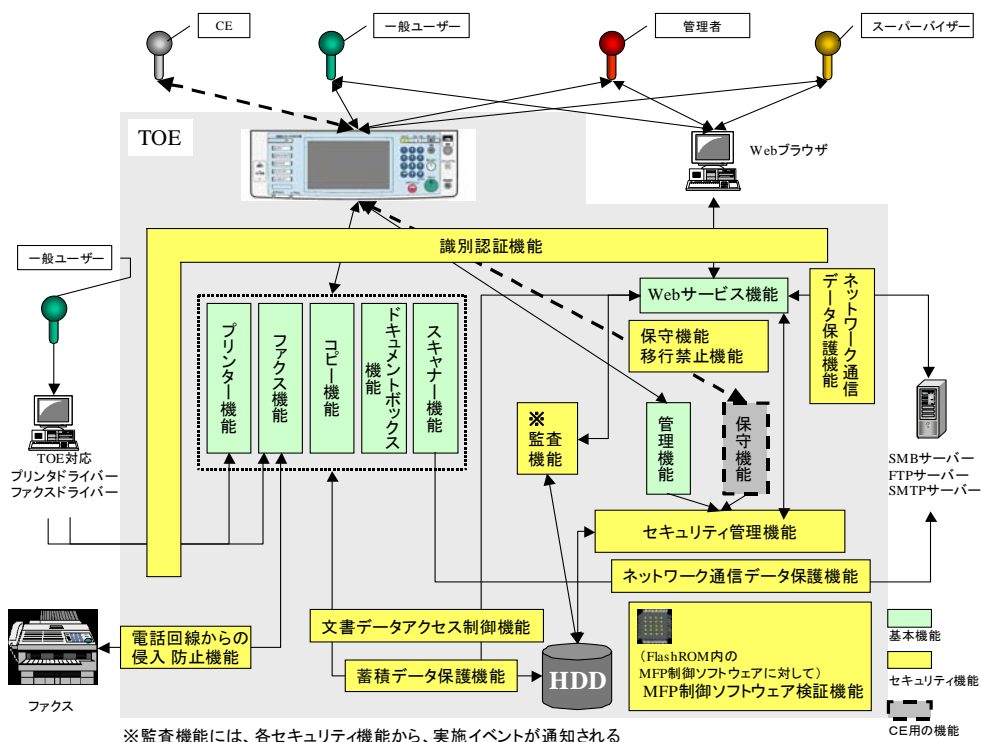 CE
一般ユーザー
管理者
スーパーバイザー
TOE
Webブラウザ
識別認証機能
一般ユーザー
Webサービス機能
ネットワーク通信
データ保護機能
プリンター機能
ファクス機能
コピー機能
ドキュメントボックス
機能
スキャナー機能
保守機能
移行禁止機能
※
監査
機能
管理機能
保守機能
TOE対応
プリンタドライバー
ファクスドライバー
SMBサーバー
FTPサーバー
SMTPサーバー
セキュリティ管理機能
ネットワーク通信データ保護機能
文書データアクセス制御機能
電話回線からの
侵入 防止機能
蓄積データ保護機能
HDD
(FlashROM内の
MFP制御ソフトウェアに対して)
MFP制御ソフトウェア検証機能
基本機能
セキュリティ機能
CE用の機能
ファクス
※監査機能には、各セキュリティ機能から、実施イベントが通知される